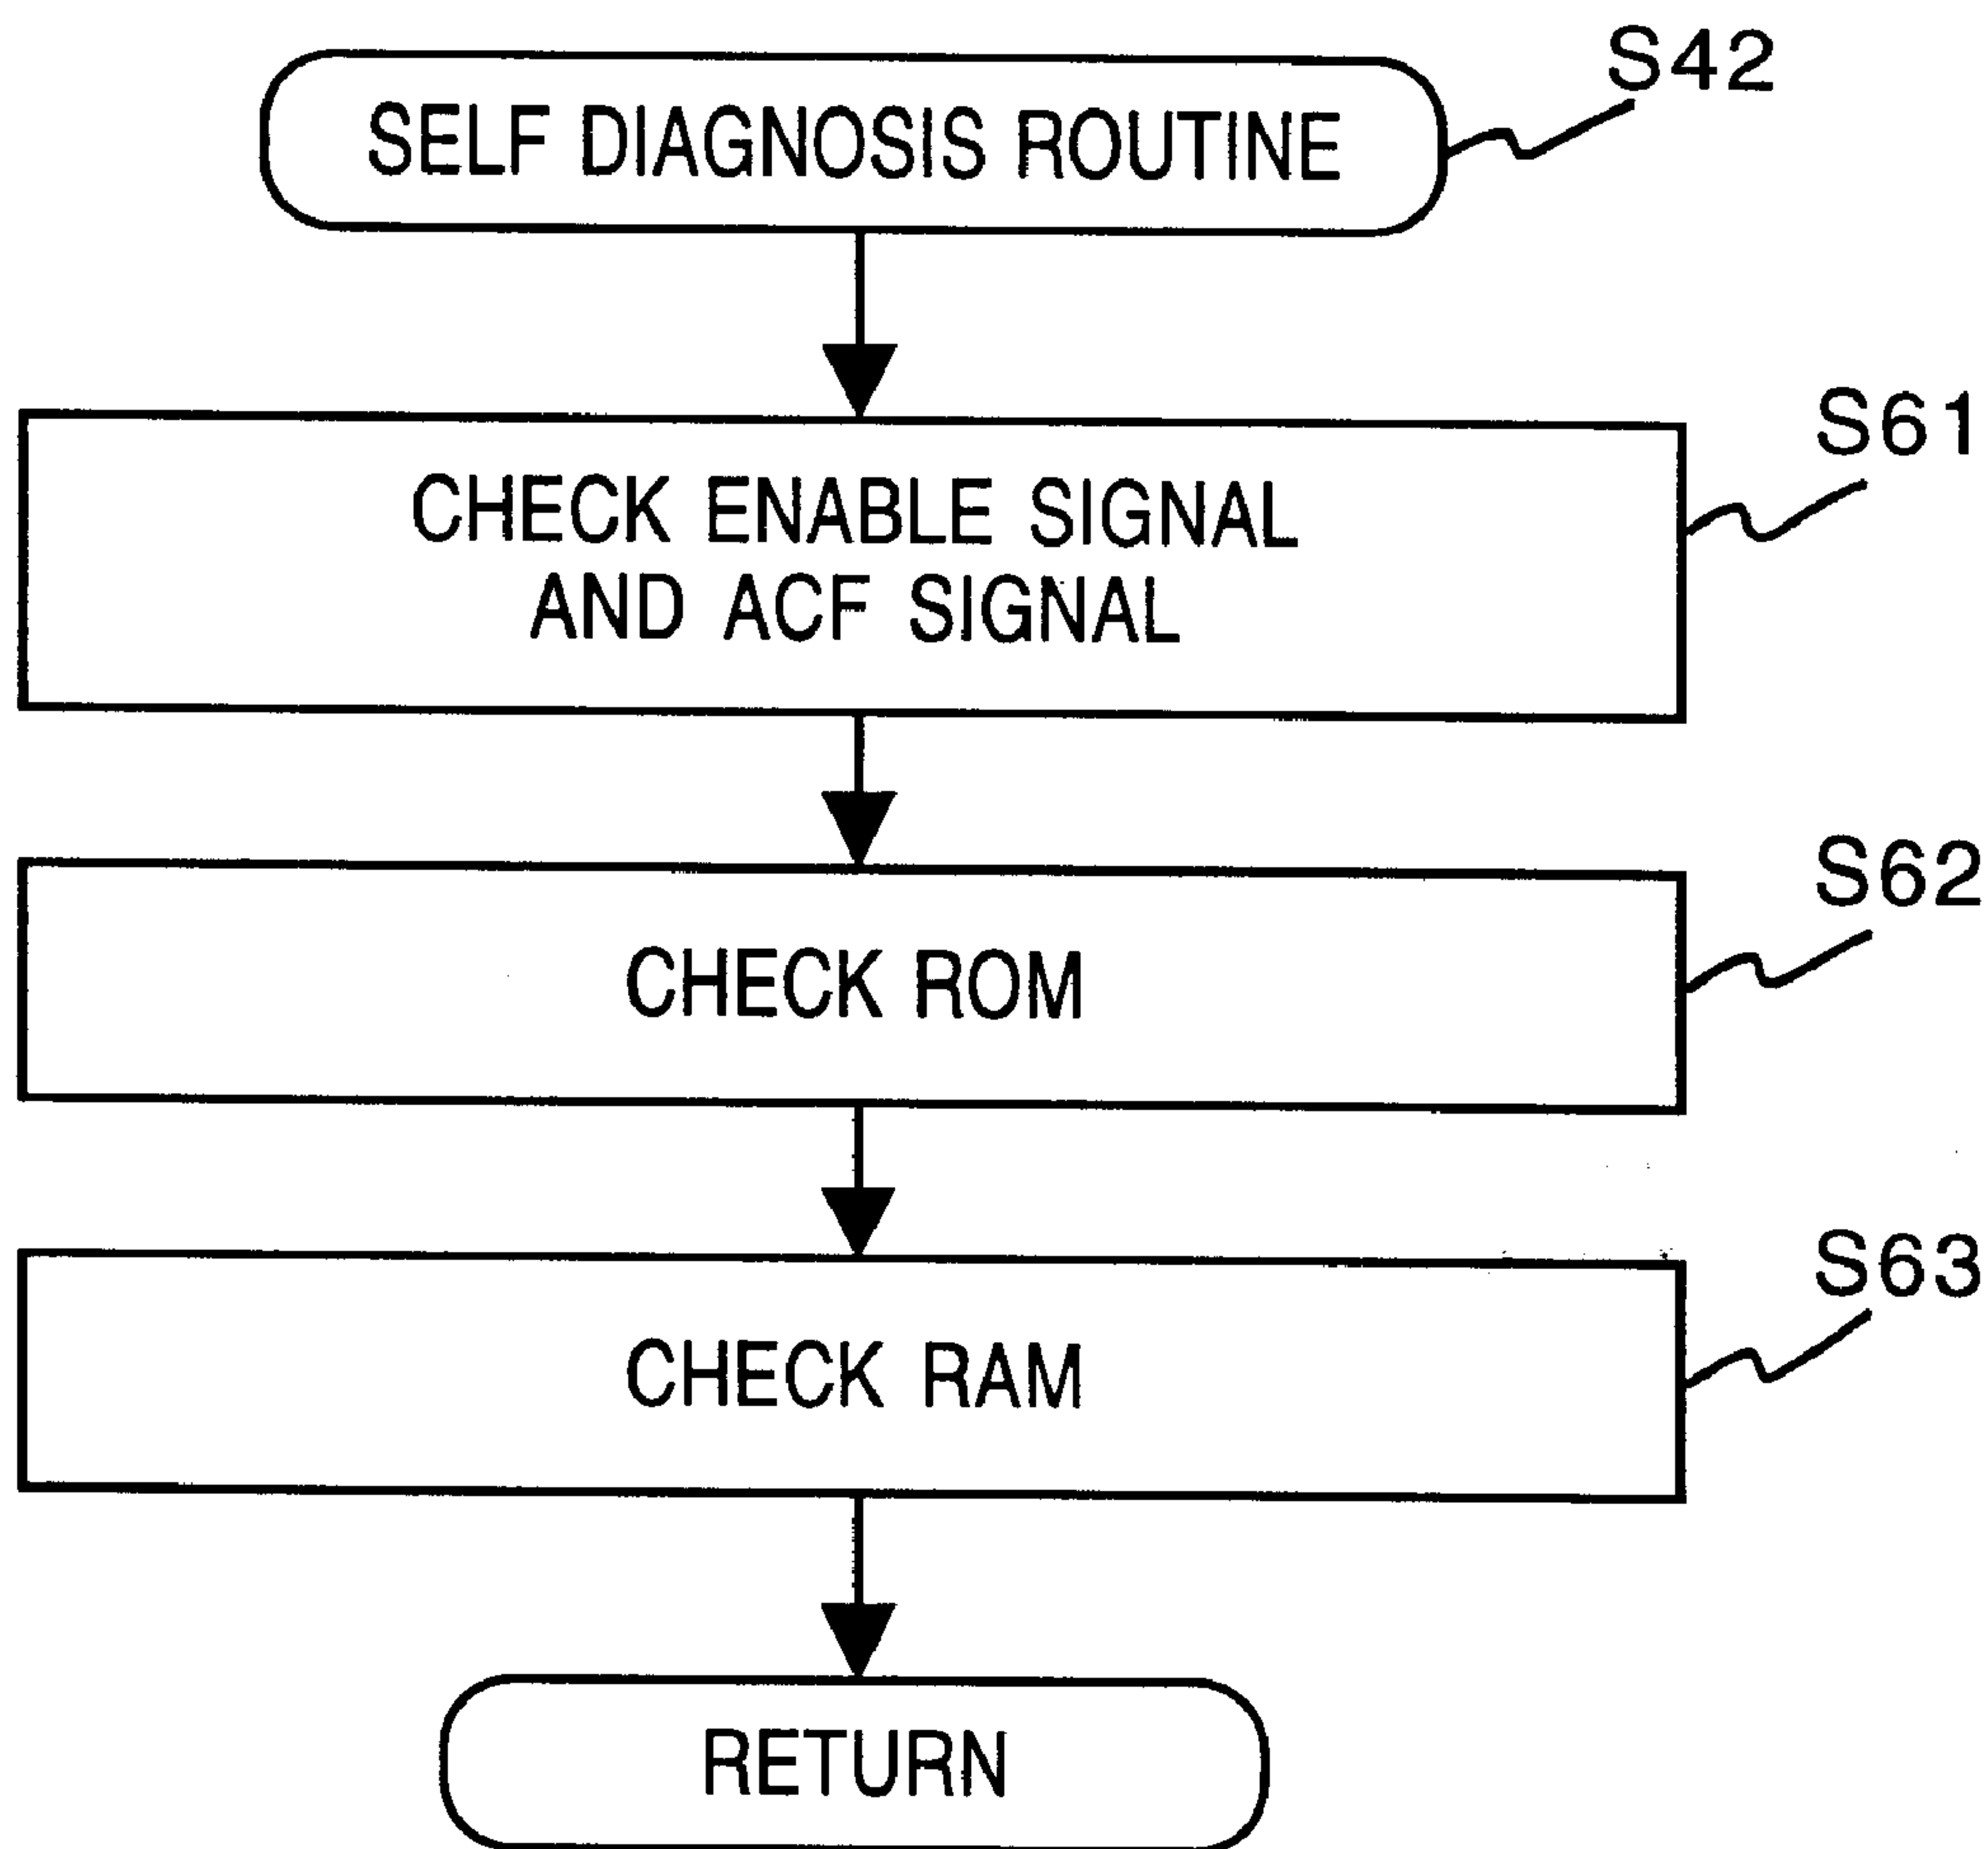 S42
SELF DIAGNOSIS ROUTINE
S61
CHECK ENABLE SIGNAL
AND ACF SIGNAL
S62
CHECK ROM
S63
CHECK RAM
RETURN